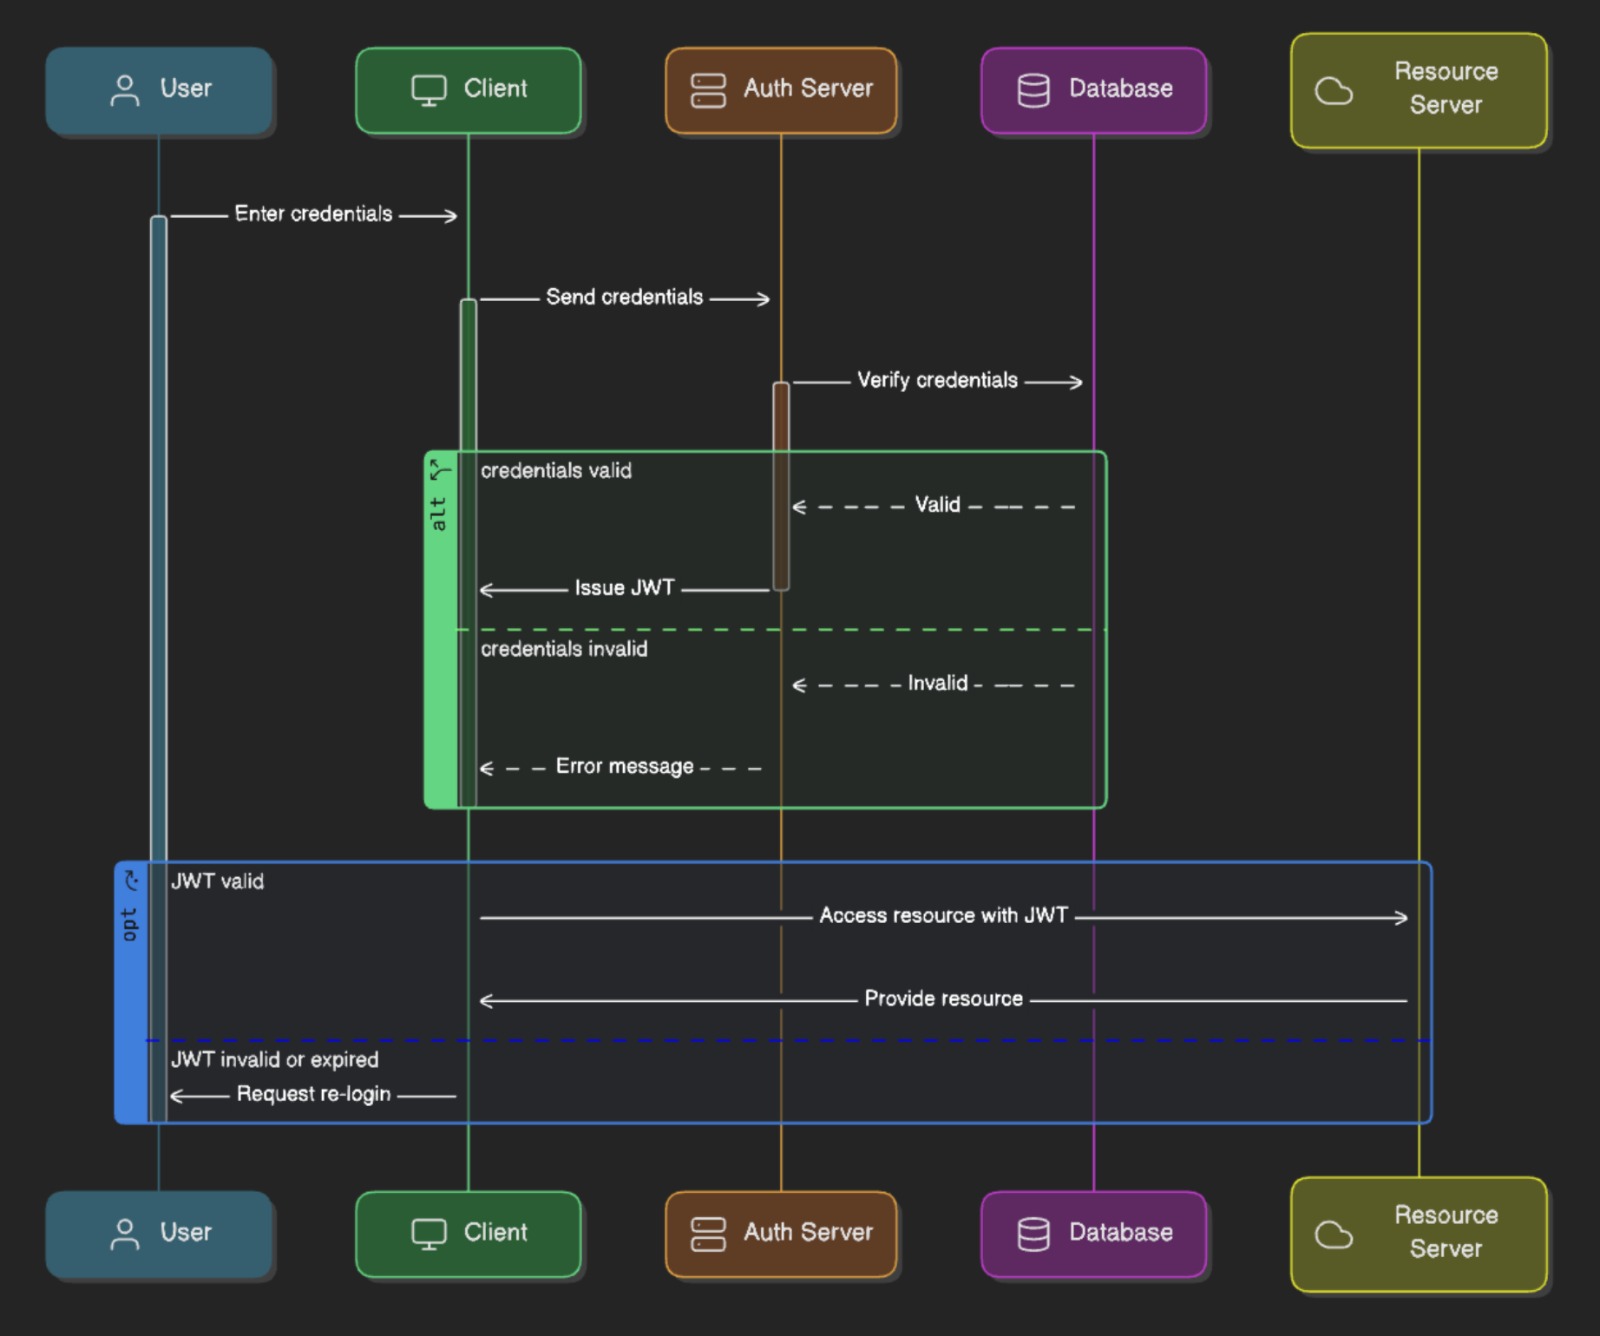 User
Client
Auth Server
Database
Resource
Server
Enter credentials
Send credentials
Verify credentials
alt
credentials valid
Valid
Issue JWT
credentials invalid
Invalid
Error message
opt
JWT valid
Access resource with JWT
Provide resource
JWT invalid or expired
Request re-login
User
Client
Auth Server
Database
Resource
Server